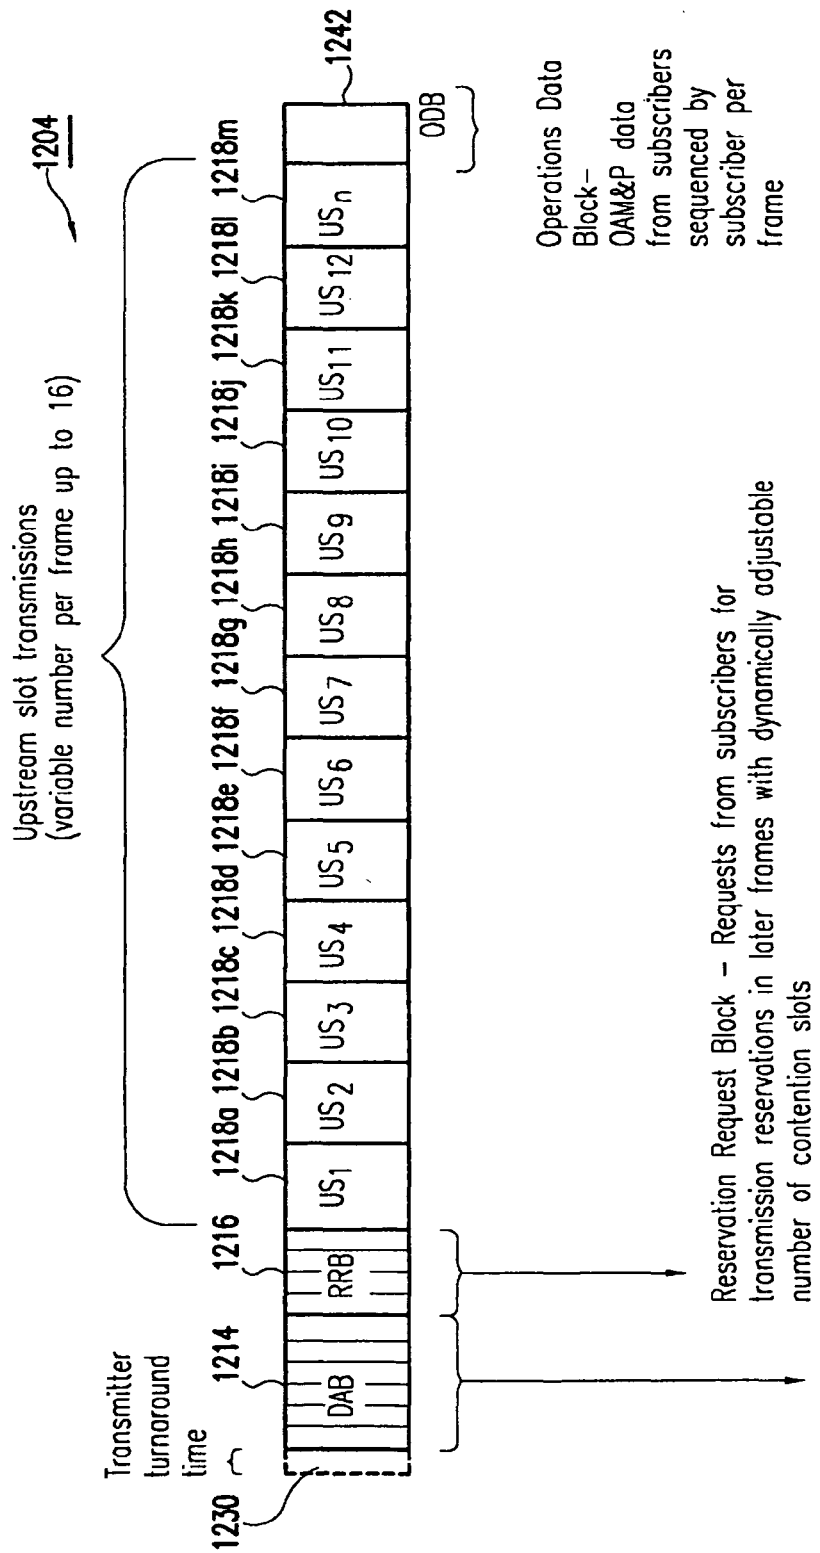 1204
Upstream slot transmissions
(variable number per frame up to 16)
Transmitter
turnaround
time
1230
1214
1216
1218a
1218b
1218c
1218d
1218e
1218f
1218g
1218h
1218i
1218j
1218k
1218l
1218m
1242
DAB
RRB
US1
US2
US3
US4
US5
US6
US7
US8
US9
US10
US11
US12
USn
ODB
Operations Data
Block-
OAM&P data
from subscribers
sequenced by
subscriber per
frame
Reservation Request Block – Requests from subscribers for
transmission reservations in later frames with dynamically adjustable
number of contention slots